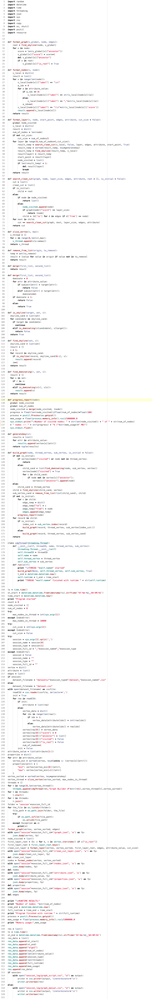 import random
import datetime
import time
import threading
import json
import sys
import csv
import copy
import os, shutil
import psutil
import resource
def format_graph(v_global, node, edges):
    root = find_skyline(node, v_global)
    for x in node:
        score = len(v_global[x]["ancestor"])
        v_global[x]["score"] = score+1
        del v_global[x]["ancestor"]
        if x in root:
            v_global[x]["is_root"] = True
def format_nodes(v, node):
    v_local = dict(v)
    result = list()
    for x in range(len(node)):
        v_local[node[x]]["label"] += "\n("
        a_idx = 0
        for a in attribute_value:
            if a_idx == 0:
                v_local[node[x]]["label"] += str(v_local[node[x]][a])
            else:
                v_local[node[x]]["label"] += ","+str(v_local[node[x]][a])
            a_idx+=1
        v_local[node[x]]["label"] += ")\n"+str(v_local[node[x]]['score'])
        result.append(v_local[node[x]])
    return result
def format_layer(v, node, start_point, edges, attribute, cut_size = False):
    global node_visited
    v_local = dict(v)
    result = dict()
    num_of_nodes = len(node)
    if not cut_size:
        cut_size = num_of_nodes/2
    for layer in range(0,num_of_nodes+1,cut_size):
        result_temp = search_clean_cut(v_local, False, layer, edges, attribute, start_point, True)
        result_temp = sorted(result_temp, key=generatekey)
        result_temp = find_skyline(result_temp, v_local)
        result[layer] = result_temp
        start_point = result[layer]
        node_visited = list()
        if len(result_temp) < 1:
            del result[layer]
            break
    return result
def search_clean_cut(graph, node, layer_size, edges, attribute, root = [], is_initial = False):
    cut = list()
    clean_cut = list()
    if is_initial:
        child = root
    else:
        if node in node_visited:
            return list()
        else:
            node_visited.append(node)
            if graph[node]["score"] >= layer_size:
                return [node]
            child = [d['to'] for d in edges if d['from'] == node]
    for next in child:
        cut += search_clean_cut(graph, next, layer_size, edges, attribute)
    return cut
def slice_vertex(v, max):
  v_thread = []
  for x in range(0,len(v),max):
    v_thread.append(v[x:x+max])
  return v_thread
def remove_from_list(origin, to_remove):
  temp = set(to_remove)
  result = [value for value in origin if value not in to_remove]
  return result
def merge(first_list, second_list):
  return result
def merge(first_list, second_list):
    dominate = 0
    for attr in attribute_value:
        if subject[attr] > target[attr]:
            return False
        elif subject[attr] < target[attr]:
            dominate+=1
    if dominate < 1:
        return False
    else:
        return True
def is_skyline(target, set, v):
  skyline_cand = list(set)
  for candidate in skyline_cand:
    if target is candidate:
      continue
    elif is_dominating(v[candidate], v[target]):
      return False
  return True
def find_skyline(set, v):
  skyline_cand = list(set)
  result = []
  i = 1;
  for record in skyline_cand:
    if is_skyline(record, skyline_cand[0:i], v):
      result.append(record)
    i+=1
  return result
def find_dominating(r, set, v):
  result = []
  for s in set:
    if r is s:
      continue
    elif is_dominating(v[r], v[s]):
      result.append(s)
  return result
def progress_report(node):
  global node_visited
  global num_of_nodes
  node_visited = merge(node_visited, [node])
  progress = float(len(node_visited))/float(num_of_nodes)*float(100)
  process = psutil.Process(os.getpid())
  mem_usage = float(process.memory_info().rss)/1000000.0
  sys.stdout.write("\rNumber of visited nodes: " + str(len(node_visited)) + " of " + str(num_of_nodes)
  + " nodes --- " + str(progress) + "% ("+str(mem_usage)+" MB)")
  sys.stdout.flush()
def generatekey(x):
    results = list()
    for attr in attribute_value:
        results.append(vertex[x][attr])
    return tuple(results)
def build_graph(node, thread_vertex, sub_vertex, is_initial = False):
    if not is_initial:
        if vertex[node]["visited"] or node not in thread_vertex:
            return
        else:
            child_cand = list(find_dominating(node, sub_vertex, vertex))
            vertex[node]["visited"] = True
            for c in child_cand:
                if node not in vertex[c]["ancestor"]:
                    vertex[c]["ancestor"].append(node)
    else:
        child_cand = thread_vertex
    child = find_skyline(child_cand, vertex)
    sub_vertex_cand = remove_from_list(list(child_cand), child)
    if not is_initial:
        for c in child:
            edge_temp = dict()
            edge_temp["to"] = c
            edge_temp["from"] = node
            edges.append(edge_temp)
        progress_report(node)
    for record in child:
        if is_initial:
            index_cut = sub_vertex.index(record)
            build_graph(record, thread_vertex, sub_vertex[index_cut:])
        else:
            build_graph(record, thread_vertex, sub_vertex_cand)
    return
class cdgThread(threading.Thread):
    def __init__(self, threadID, name, thread_vertex, sub_vertex):
        threading.Thread.__init__(self)
        self.threadID = threadID
        self.name = name
        self.thread_vertex = thread_vertex
        self.sub_vertex = sub_vertex
    def run(self):
        print "\nTHREAD "+self.name+" started"
        build_graph(None, self.thread_vertex, self.sub_vertex, True)
        t_end = datetime.datetime.now()
        self.runtime = t_end - time_start
        print "THREAD "+self.name+" finished with runtime " + str(self.runtime)
ts = time.time()
st_start = datetime.datetime.fromtimestamp(ts).strftime('%Y-%m-%d__%H:%M:%S')
time_start = datetime.datetime.now()
print "Program started"
count = 0
node_visited = []
num_of_nodes = 0
try:
    max_nodes_in_thread = int(sys.argv[1])
except IndexError:
    max_nodes_in_thread = 10000
try:
    cut_size = int(sys.argv[2])
except IndexError:
    cut_size = False
try:
    session = sys.argv[3].split(',')
    session_name = session[0]
    session_type = session[1]
    session_full_id = "_"+session_name+"_"+session_type
except IndexError:
    session = False
    session_name = ""
    session_type = ""
    session_full_id = ""
vertex = dict()
attribute = list()
edges = list()
if session:
    dataset_filename = "datasets/"+session_type+"/dataset_"+session_name+".csv"
else:
    dataset_filename = "dataset.csv"
with open(dataset_filename) as csvfile:
    readCSV = csv.reader(csvfile, delimiter=',')
    init = True
    for row in readCSV:
        if init:
            attribute = list(row)
        else:
            vertex_data = dict()
            for idx in range(len(row)):
                if idx > 1:
                    vertex_data[attribute[idx]] = int(row[idx])
                else:
                    vertex_data[attribute[idx]] = row[idx]
            vertex[row[0]] = vertex_data
            vertex[row[0]]["score"] = 0
            vertex[row[0]]["ancestor"] = list()
            vertex[row[0]]["visited"] = False
            vertex[row[0]]["is_root"] = False
            num_of_nodes+=1
        init = False
attribute_value = list(attribute[2:])
properties = dict()
for attr in attribute_value:
    vertex_min = sorted(vertex, key=lambda x: (vertex[x][attr]))
    properties[attr] = {
        "min": vertex[vertex_min[0]][attr],
        "max": vertex[vertex_min[-1]][attr]
    }
vertex_sorted = sorted(vertex, key=generatekey)
vertex_thread = slice_vertex(vertex_sorted, max_nodes_in_thread)
threads = []
for t in range(0,len(vertex_thread)):
    threads.append(cdgThread(t+1,"Graph Builder #"+str(t+1),vertex_thread[t],vertex_sorted))
for t in threads:
    t.start()
for t in threads:
    t.join()
folder = 'session'+session_full_id
for the_file in os.listdir(folder):
    file_path = os.path.join(folder, the_file)
    try:
        if os.path.isfile(file_path):
            os.unlink(file_path)
    except Exception as e:
        print(e)
format_graph(vertex, vertex_sorted, edges)
with open("session"+session_full_id+"/graph.json", 'w') as fp:
    json.dump(vertex, fp)
node_visited = list()
first_layer_root = {k: v for k, v in vertex.iteritems() if v["is_root"]}
first_layer_root = first_layer_root.keys()
clean_cut_layer = format_layer(vertex, vertex_sorted, first_layer_root, edges, attribute_value, cut_size)
with open("session"+session_full_id+"/clean_cut_layer.json", 'w') as fp:
    json.dump(clean_cut_layer, fp)
del clean_cut_layer
nodes = format_nodes(vertex, vertex_sorted)
with open("session"+session_full_id+"/nodes.json", 'w') as fp:
    json.dump(nodes, fp)
del nodes
with open("session"+session_full_id+"/attribute.json", 'w') as fp:
    json.dump(attribute_value, fp)
with open("session"+session_full_id+"/properties.json", 'w') as fp:
    json.dump(properties, fp)
del properties
with open("session"+session_full_id+"/edges.json", 'w') as fp:
    json.dump(edges, fp)
del edges
print "\nRUNTIME RESULTS:"
print "Number of nodes: "+str(num_of_nodes)
time_end = datetime.datetime.now()
full_runtime = time_end - time_start
print "Program finished with runtime " + str(full_runtime)
process = psutil.Process(os.getpid())
mem_usage = float(process.memory_info().rss)/1000000.0
print "Memory usage:",mem_usage
res = list()
ts = time.time()
st_end = datetime.datetime.fromtimestamp(ts).strftime('%Y-%m-%d__%H:%M:%S')
res_data = list()
res_data.append(st_start)
res_data.append(st_end)
res_data.append("algo1")
res_data.append(num_of_nodes)
res_data.append(len(attribute_value))
res_data.append(session_type)
res_data.append(len(threads))
res_data.append(full_runtime)
res_data.append(mem_usage)
res.append(res_data)
if session:
    with open("session_log/graph_script.csv", "a") as output:
        writer = csv.writer(output, lineterminator='\n')
        writer.writerows(res)
else:
    with open("session_log/graph_manual.csv", "a") as output:
        writer = csv.writer(output, lineterminator='\n')
        writer.writerows(res)